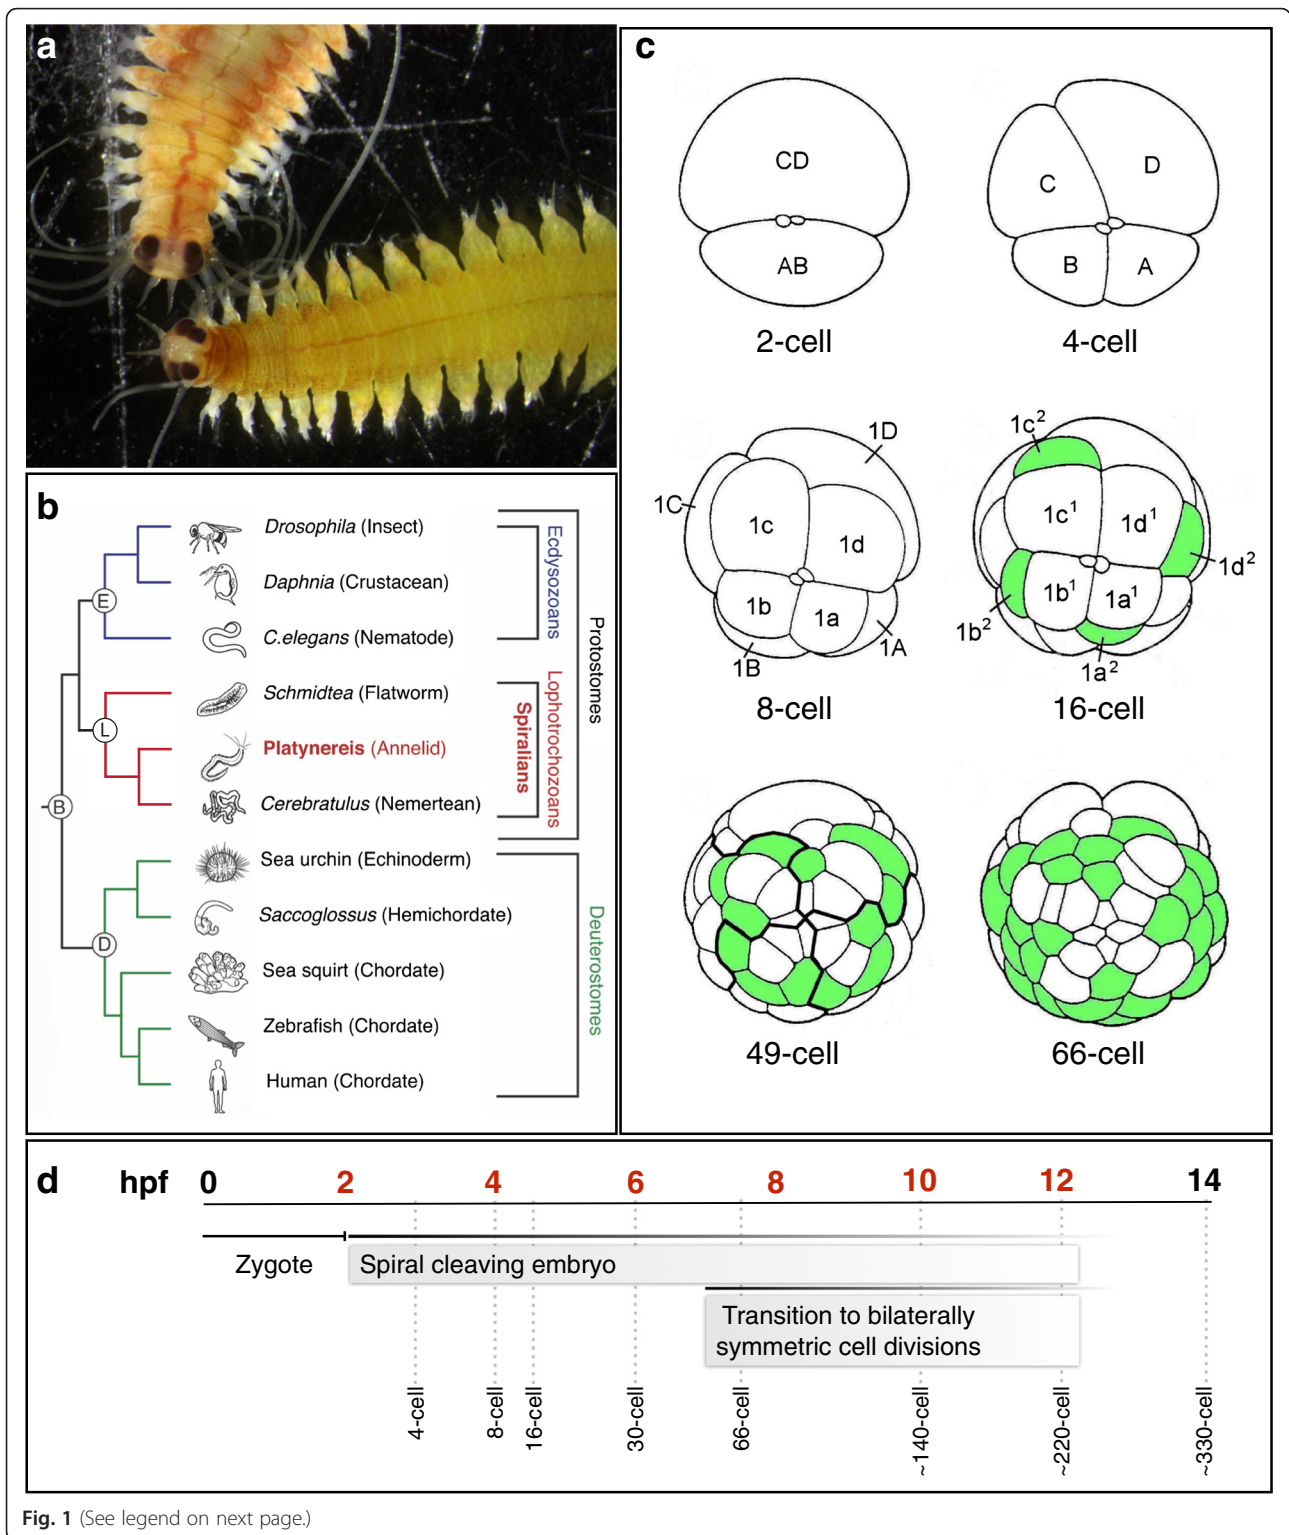 a
b
E
L
B
D
Drosophila (Insect)
Daphnia (Crustacean)
C.elegans (Nematode)
Schmidtea (Flatworm)
Platynereis (Annelid)
Cerebratulus (Nemertean)
Sea urchin (Echinoderm)
Saccoglossus (Hemichordate)
Sea squirt (Chordate)
Zebrafish (Chordate)
Human (Chordate)
Ecdysozoans
Spiralians
Lophotrochozoans
Protostomes
Deuterostomes
c
CD
AB
2-cell
C
D
B
A
4-cell
1D
1C
1c
1d
1b
1a
1B
1A
8-cell
1c²
1c¹
1d¹
1d²
1b²
1b¹
1a¹
1a²
16-cell
49-cell
66-cell
d
hpf 0 2 4 6 8 10 12 14
Zygote
Spiral cleaving embryo
Transition to bilaterally
symmetric cell divisions
4-cell
8-cell
16-cell
30-cell
66-cell
~140-cell
~220-cell
~330-cell
Fig. 1 (See legend on next page.)